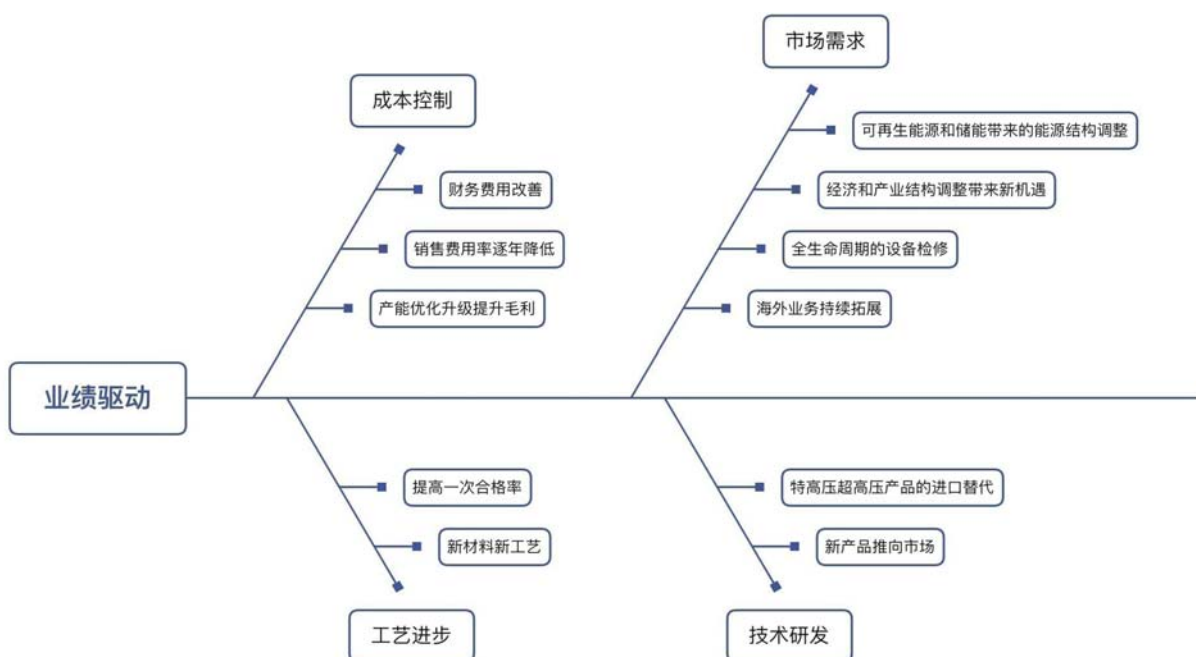 市场需求
成本控制
可再生能源和储能带来的能源结构调整
财务费用改善
经济和产业结构调整带来新机遇
销售费用率逐年降低
全生命周期的设备检修
产能优化升级提升毛利
海外业务持续拓展
业绩驱动
提高一次合格率
特高压超高压产品的进口替代
新材料新工艺
新产品推向市场
工艺进步
技术研发